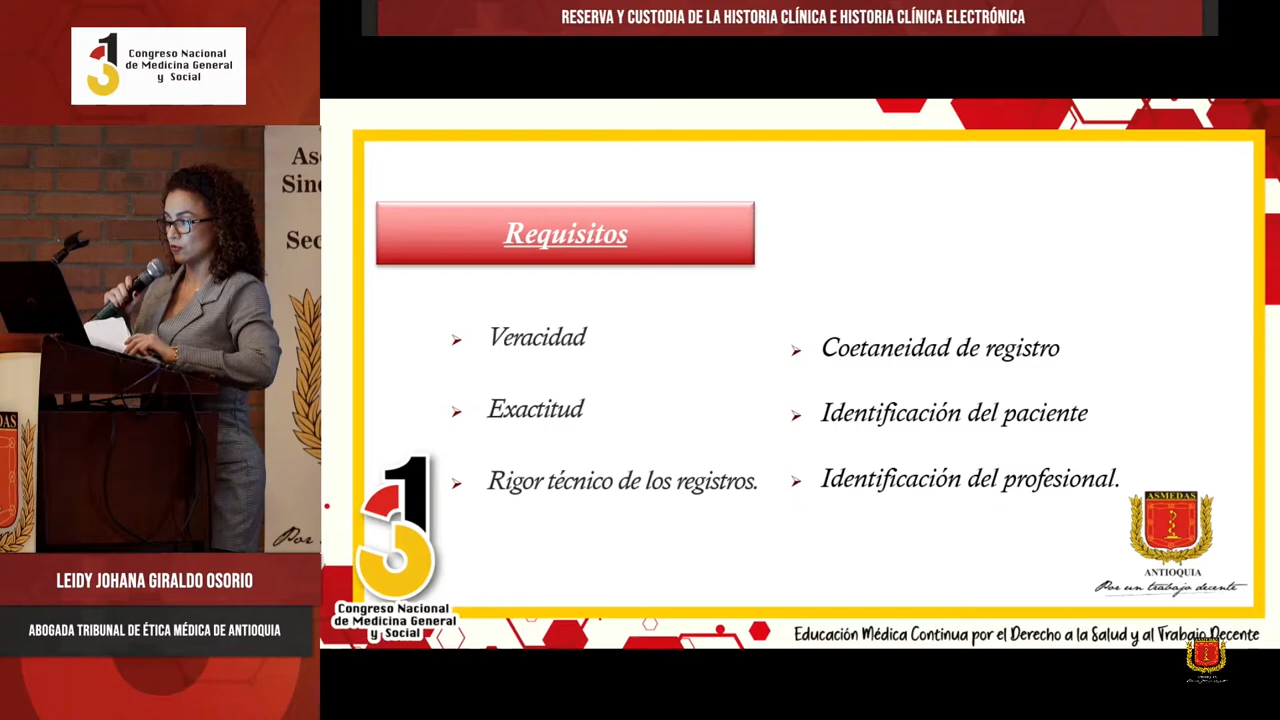 RESERVA Y CUSTODIA DE LA HISTORIA CLÍNICA E HISTORIA CLÍNICA ELECTRÓNICA
13
Congreso Nacional
de Medicina General
y Social
Requisitos
Veracidad
Exactitud
Rigor técnico de los registros.
Coetaneidad de registro
Identificación del paciente
Identificación del profesional.
ASMEDAS
ANTIOQUIA
Por un trabajo decente
13
Congreso Nacional
de Medicina General
y Social
Educación Médica Continua por el Derecho a la Salud y al Trabajo Decente
LEIDY JOHANA GIRALDO OSORIO
ABOGADA TRIBUNAL DE ÉTICA MÉDICA DE ANTIOQUIA